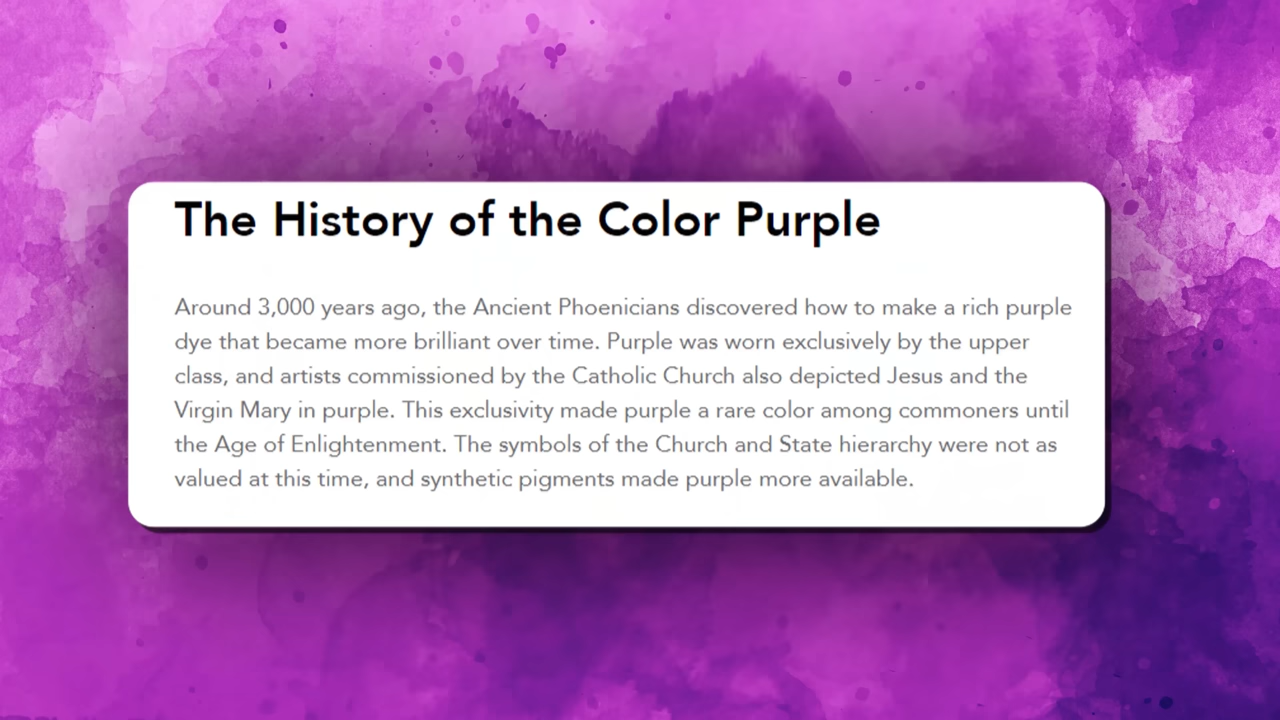 The History of the Color Purple
Around 3,000 years ago, the Ancient Phoenicians discovered how to make a rich purple
dye that became more brilliant over time. Purple was worn exclusively by the upper
class, and artists commissioned by the Catholic Church also depicted Jesus and the
Virgin Mary in purple. This exclusivity made purple a rare color among commoners until
the Age of Enlightenment. The symbols of the Church and State hierarchy were not as
valued at this time, and synthetic pigments made purple more available.